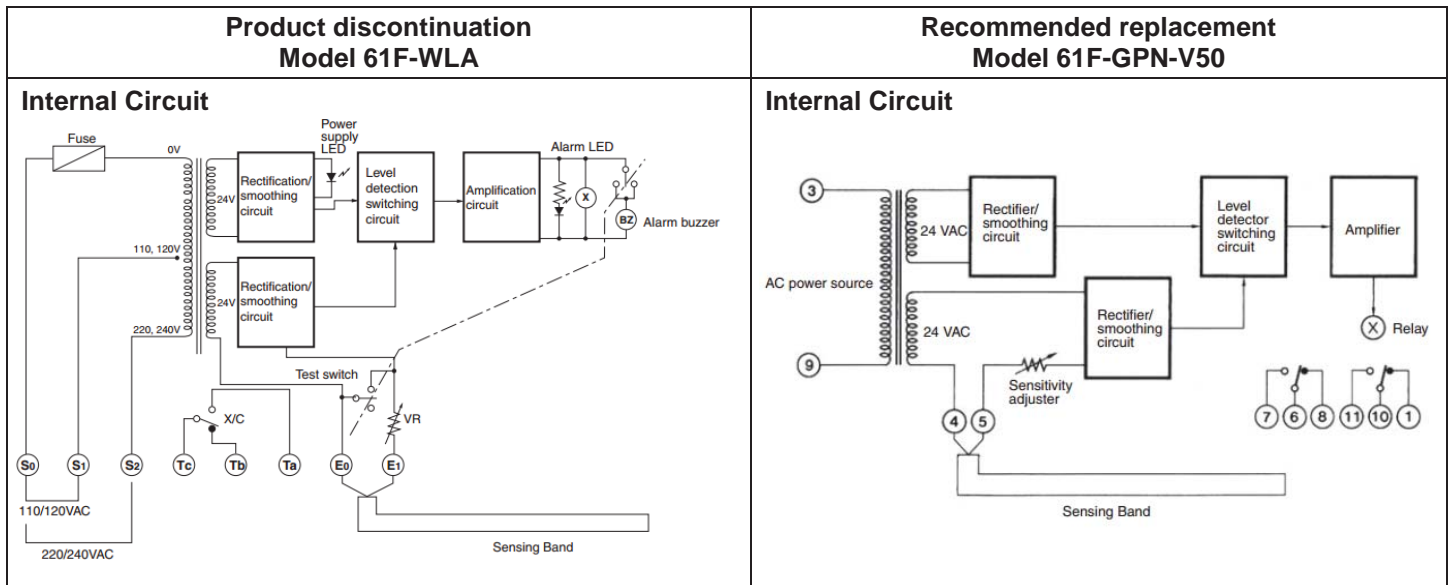 Product discontinuation
Model 61F-WLA
Recommended replacement
Model 61F-GPN-V50
Internal Circuit
Fuse
0V
110, 120V
220, 240V
24V
Rectification/
smoothing
circuit
Power
supply
LED
Level
detection
switching
circuit
Amplification
circuit
Alarm LED
X
BZ
Alarm buzzer
24V
Rectification/
smoothing
circuit
Test switch
VR
X/C
S0
S1
S2
Tc
Tb
Ta
E0
E1
110/120VAC
220/240VAC
Sensing Band
Internal Circuit
3
AC power source
9
24 VAC
Rectifier/
smoothing
circuit
Level
detector
switching
circuit
Amplifier
24 VAC
Rectifier/
smoothing
circuit
X
Relay
Sensitivity
adjuster
4
5
7
6
8
11
10
1
Sensing Band